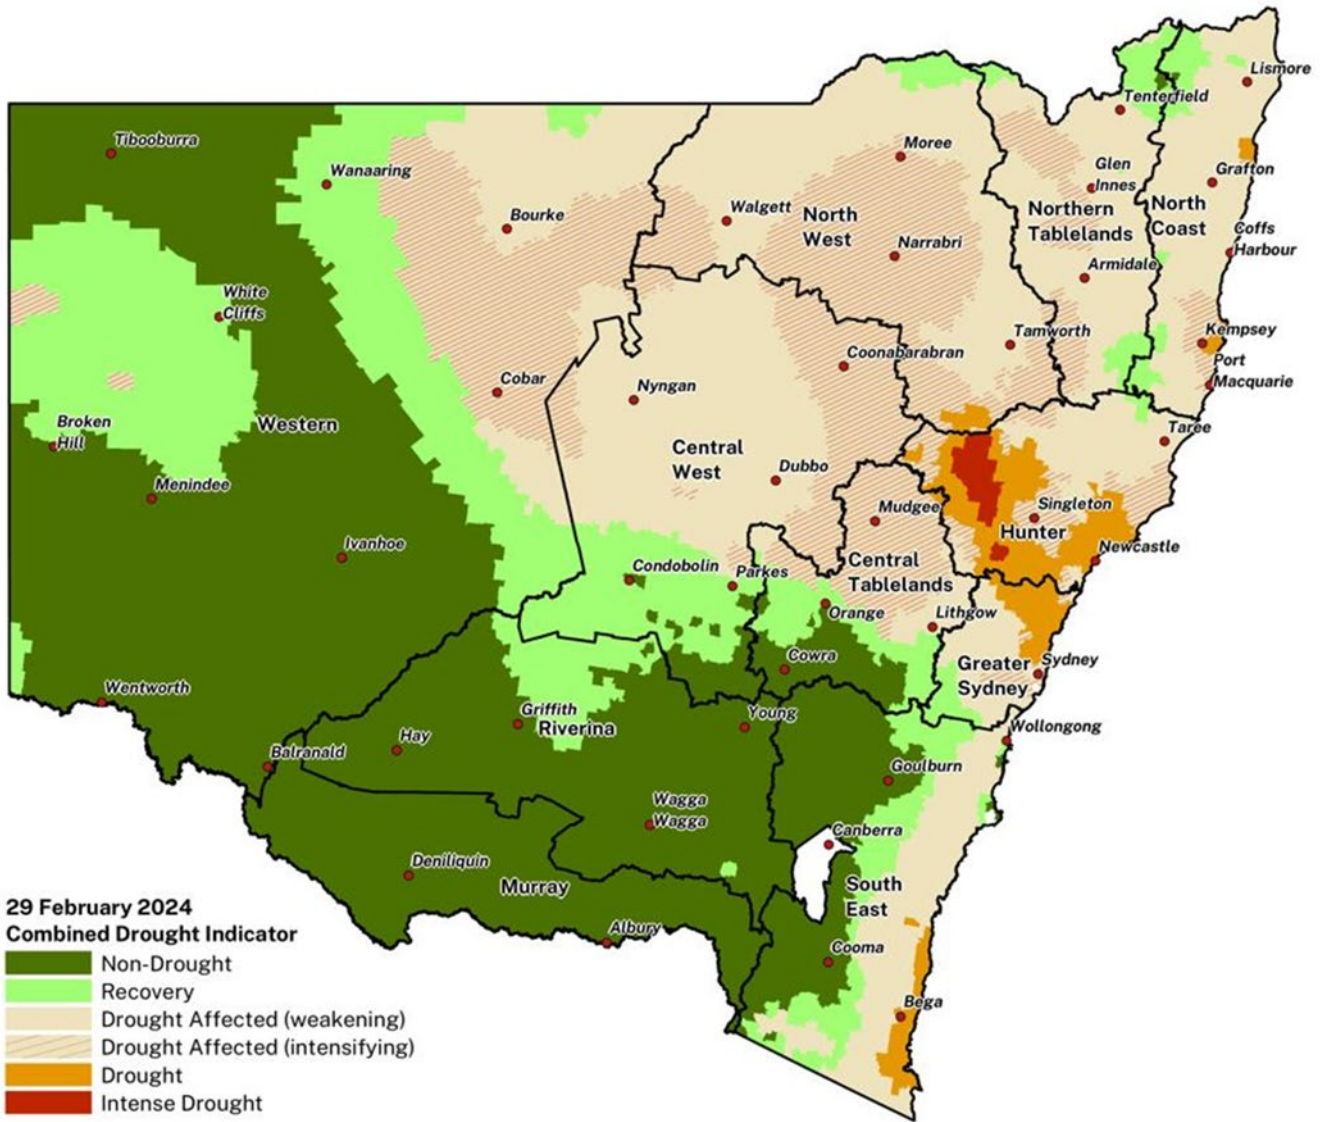 Lismore
Tenterfield
Tibooburra
Moree
Glen
Innes
Wanaaring
Grafton
Walgett
North
West
Northern
Tablelands
North
Coast
Bourke
Coffs
Harbour
Narrabri
Armidale
White
Cliffs
Kempsey
Tamworth
Coonabarabran
Port
Macquarie
Cobar
Nyngan
Broken
Hill
Western
Taree
Central
West
Dubbo
Menindee
Mudgee
Singleton
Hunter
Ivanhoe
Newcastle
Condobolin
Parkes
Central
Tablelands
Orange
Lithgow
Cowra
Greater
Sydney
Sydney
Wentworth
Griffith
Riverina
Young
Wollongong
Hay
Balranald
Goulburn
Wagga
Wagga
Canberra
Deniliquin
Murray
South
East
Albury
Cooma
Bega
29 February 2024
Combined Drought Indicator
Non-Drought
Recovery
Drought Affected (weakening)
Drought Affected (intensifying)
Drought
Intense Drought